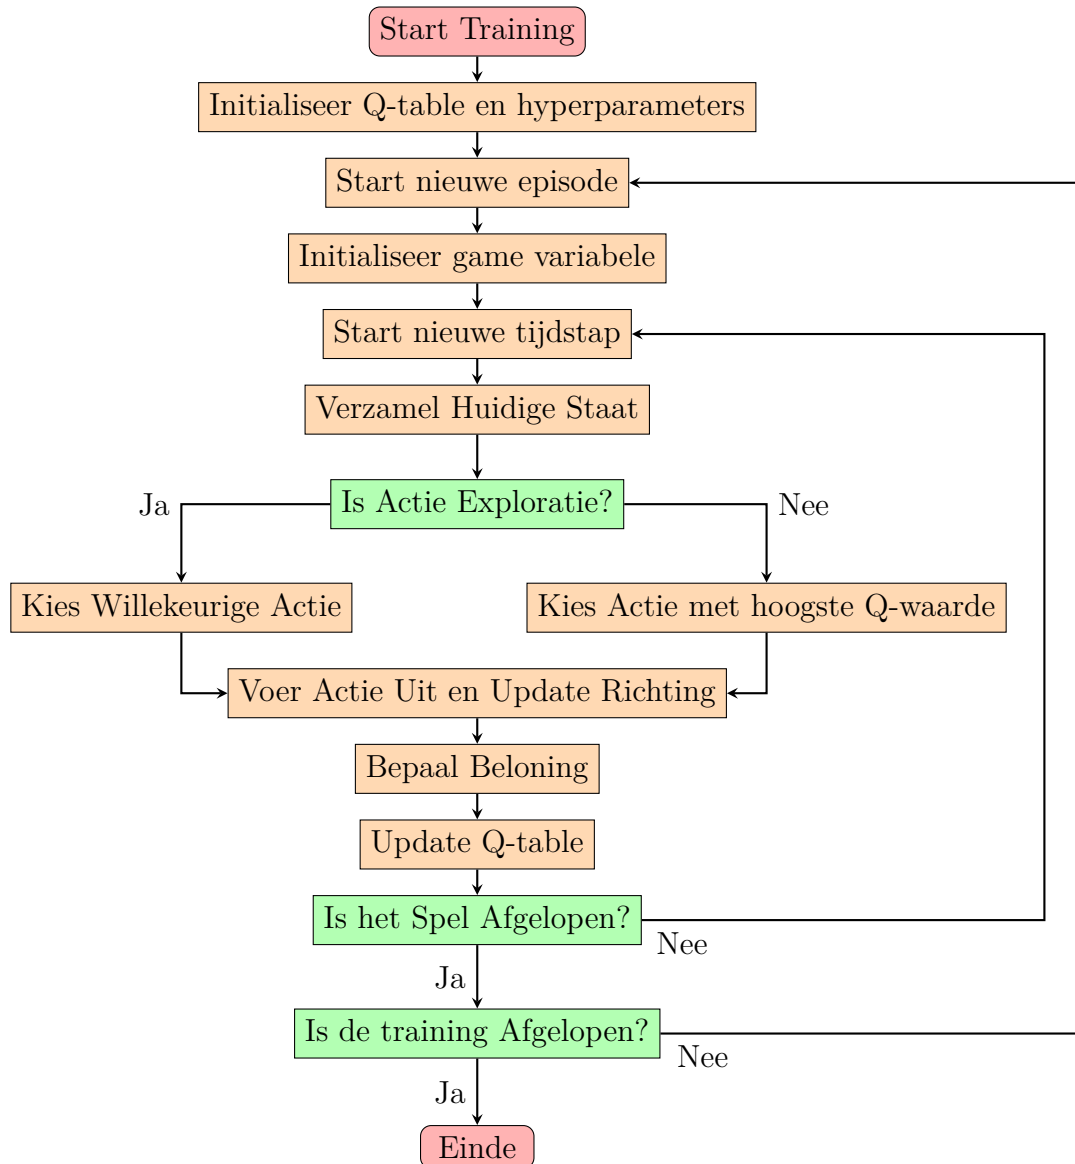 Start Training
Initialiseer Q-table en hyperparameters
Start nieuwe episode
Initialiseer game variabele
Start nieuwe tijdstap
Verzamel Huidige Staat
Ja
Is Actie Exploratie?
Nee
Kies Willekeurige Actie
Kies Actie met hoogste Q-waarde
Voer Actie Uit en Update Richting
Bepaal Beloning
Update Q-table
Is het Spel Afgelopen?
Nee
Ja
Is de training Afgelopen?
Nee
Ja
Einde